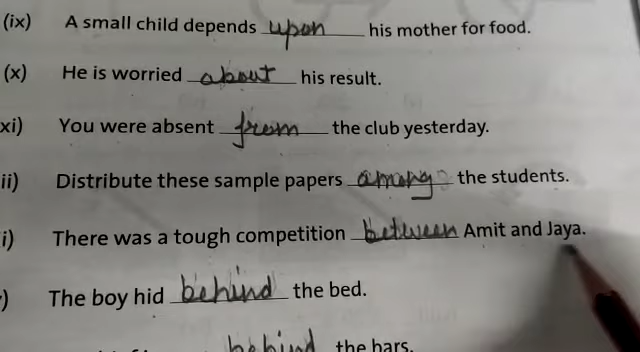 (ix) A small child depends upon his mother for food.
(x) He is worried about his result.
xi) You were absent from the club yesterday.
ii) Distribute these sample papers among the students.
i) There was a tough competition between Amit and Jaya.
) The boy hid behind the bed.
behind the bars.